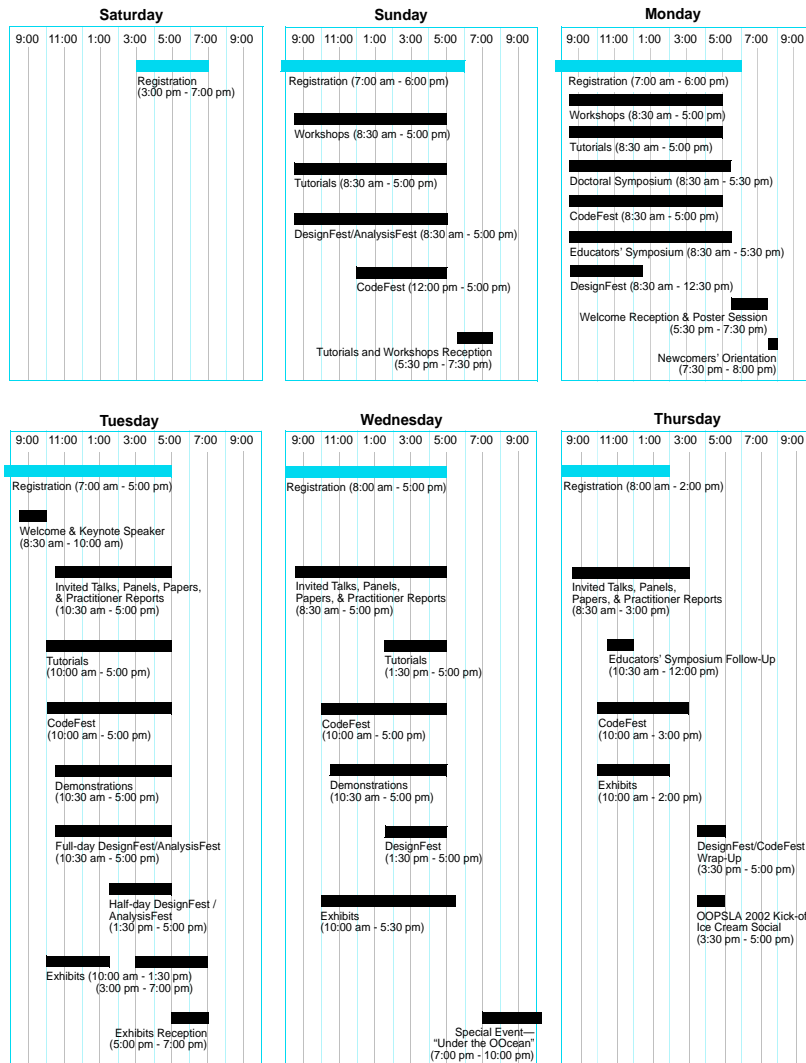 Saturday
9:00 11:00 1:00 3:00 5:00 7:00 9:00
Registration
(3:00 pm - 7:00 pm)
Sunday
9:00 11:00 1:00 3:00 5:00 7:00 9:00
Registration (7:00 am - 6:00 pm)
Workshops (8:30 am - 5:00 pm)
Tutorials (8:30 am - 5:00 pm)
DesignFest/AnalysisFest (8:30 am - 5:00 pm)
CodeFest (12:00 pm - 5:00 pm)
Tutorials and Workshops Reception
(5:30 pm - 7:30 pm)
Monday
9:00 11:00 1:00 3:00 5:00 7:00 9:00
Registration (7:00 am - 6:00 pm)
Workshops (8:30 am - 5:00 pm)
Tutorials (8:30 am - 5:00 pm)
Doctoral Symposium (8:30 am - 5:30 pm)
CodeFest (8:30 am - 5:00 pm)
Educators' Symposium (8:30 am - 5:30 pm)
DesignFest (8:30 am - 12:30 pm)
Welcome Reception & Poster Session
(5:30 pm - 7:30 pm)
Newcomers' Orientation
(7:30 pm - 8:00 pm)
Tuesday
9:00 11:00 1:00 3:00 5:00 7:00 9:00
Registration (7:00 am - 5:00 pm)
Welcome & Keynote Speaker
(8:30 am - 10:00 am)
Invited Talks, Panels, Papers,
& Practitioner Reports
(10:30 am - 5:00 pm)
Tutorials
(10:00 am - 5:00 pm)
CodeFest
(10:00 am - 5:00 pm)
Demonstrations
(10:30 am - 5:00 pm)
Full-day DesignFest/AnalysisFest
(10:30 am - 5:00 pm)
Half-day DesignFest /
AnalysisFest
(1:30 pm - 5:00 pm)
Exhibits (10:00 am - 1:30 pm)
(3:00 pm - 7:00 pm)
Exhibits Reception
(5:00 pm - 7:00 pm)
Wednesday
9:00 11:00 1:00 3:00 5:00 7:00 9:00
Registration (8:00 am - 5:00 pm)
Invited Talks, Panels,
Papers, & Practitioner Reports
(8:30 am - 5:00 pm)
Tutorials
(1:30 pm - 5:00 pm)
CodeFest
(10:00 am - 5:00 pm)
Demonstrations
(10:30 am - 5:00 pm)
DesignFest
(1:30 pm - 5:00 pm)
Exhibits
(10:00 am - 5:30 pm)
Special Event—
“Under the OOcean”
(7:00 pm - 10:00 pm)
Thursday
9:00 11:00 1:00 3:00 5:00 7:00 9:00
Registration (8:00 am - 2:00 pm)
Invited Talks, Panels,
Papers, & Practitioner Reports
(8:30 am - 3:00 pm)
Educators' Symposium Follow-Up
(10:30 am - 12:00 pm)
CodeFest
(10:00 am - 3:00 pm)
Exhibits
(10:00 am - 2:00 pm)
DesignFest/CodeFest
Wrap-Up
(3:30 pm - 5:00 pm)
OOPSLA 2002 Kick-of
Ice Cream Social
(3:30 pm - 5:00 pm)